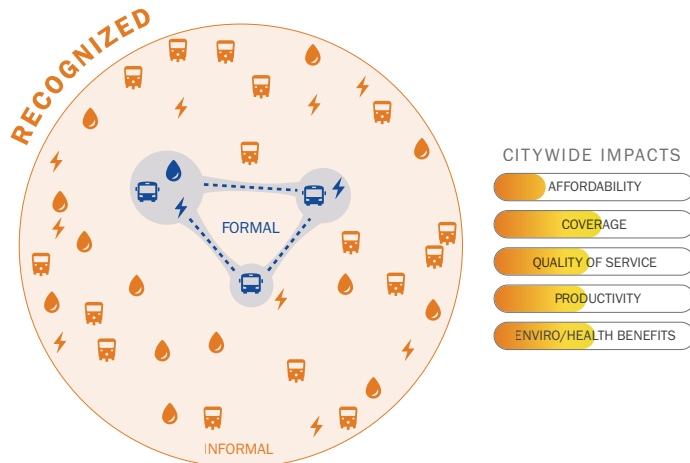 RECOGNIZED
FORMAL
INFORMAL
CITYWIDE IMPACTS
AFFORDABILITY
COVERAGE
QUALITY OF SERVICE
PRODUCTIVITY
ENVIRO/HEALTH BENEFITS